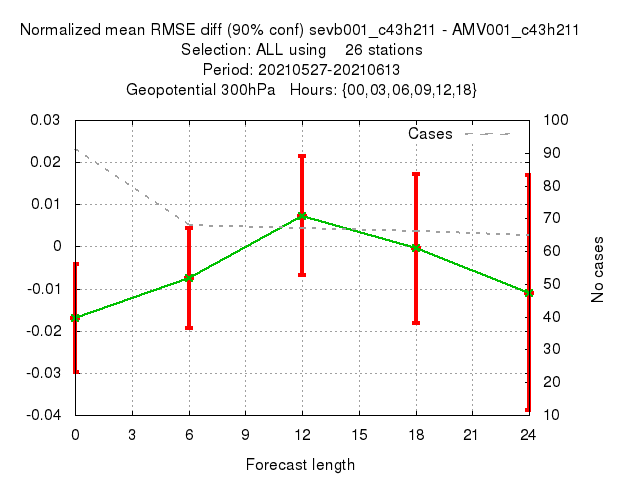 Normalized mean RMSE diff (90% conf) sevb001_c43h211 - AMV001_c43h211
Selection: ALL using    26 stations
Period: 20210527-20210613
Geopotential 300hPa   Hours: {00,03,06,09,12,18}
Cases
0.03
0.02
0.01
0
-0.01
-0.02
-0.03
-0.04
100
90
80
70
60
50
40
30
20
10
No cases
0 3 6 9 12 15 18 21 24
Forecast length